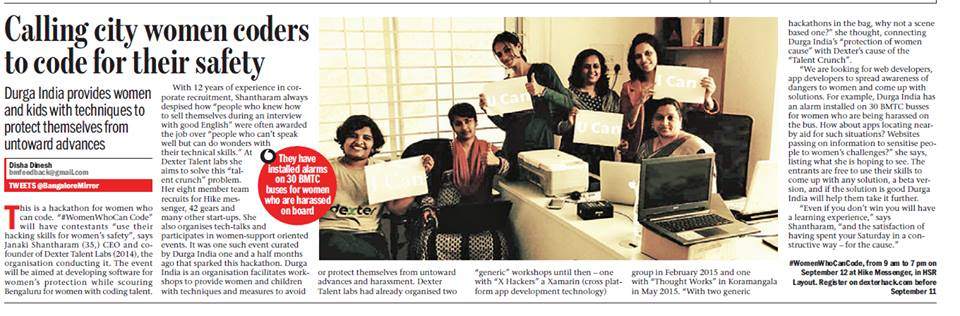 Calling city women coders
to code for their safety
Durga India provides women
and kids with techniques to
protect themselves from
untoward advances
Disha Dinesh
bmfeedback@gmail.com
TWEETS @BangaloreMirror
This is a hackathon for women who
can code. “#WomenWhoCan Code”
will have contestants “use their
hacking skills for women’s safety”, says
Janaki Shantharam (35,) CEO and co-
founder of Dexter Talent Labs (2014), the
organisation conducting it. The event
will be aimed at developing software for
women’s protection while scouring
Bengaluru for women with coding talent.
With 12 years of experience in cor-
porate recruitment, Shantharam always
despised how “people who knew how
to sell themselves during an interview
with good English” were often awarded
the job over “people who can’t speak
well but can do wonders with
their technical skills.” At
Dexter Talent labs she
aims to solve this “tal-
ent crunch” problem.
Her eight member team
recruits for Hike mes-
senger, 42 gears and
many other start-ups. She
also organises tech-talks and
participates in women-support oriented
events. It was one such event curated
by Durga India one and a half months
ago that sparked this hackathon. Durga
India is an organisation facilitates work-
shops to provide women and children
with techniques and measures to avoid
They have
installed alarms
on 30 BMTC
buses for women
who are harassed
on board
U Can
U Can
U Can
I Can
dexter
or protect themselves from untoward
advances and harassment. Dexter
Talent labs had already organised two
“generic” workshops until then – one
with “X Hackers” a Xamarin (cross plat-
form app development technology)
group in February 2015 and one
with “Thought Works” in Koramangala
in May 2015. “With two generic
hackathons in the bag, why not a scene
based one?” she thought, connecting
Durga India’s “protection of women
cause” with Dexter’s cause of the
“Talent Crunch”.
“We are looking for web developers,
app developers to spread awareness of
dangers to women and come up with
solutions. For example, Durga India has
an alarm installed on 30 BMTC buses
for women who are being harassed on
the bus. How about apps locating near-
by aid for such situations? Websites
passing on information to sensitise peo-
ple to women’s challenges?” she says,
listing what she is hoping to see. The
entrants are free to use their skills to
come up with any solution, a beta ver-
sion, and if the solution is good Durga
India will help them take it further.
“Even if you don’t win you will have
a learning experience,” says
Shantharam, “and the satisfaction of
having spent your Saturday in a con-
structive way – for the cause.”
#WomenWhoCanCode, from 9 am to 7 pm on
September 12 at Hike Messenger, in HSR
Layout. Register on dexterhack.com before
September 11